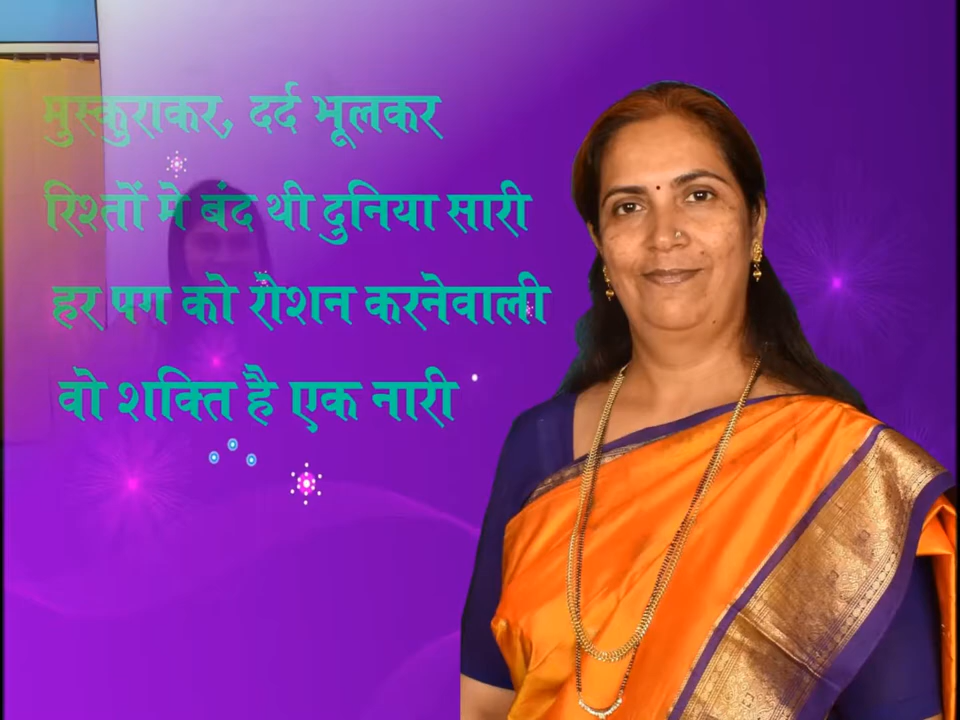 मुस्कुराकर, दर्द भूलकर
रिश्तों मे बंद थी दुनिया सारी
हर पग को रोशन करनेवाली
वो शक्ति है एक नारी